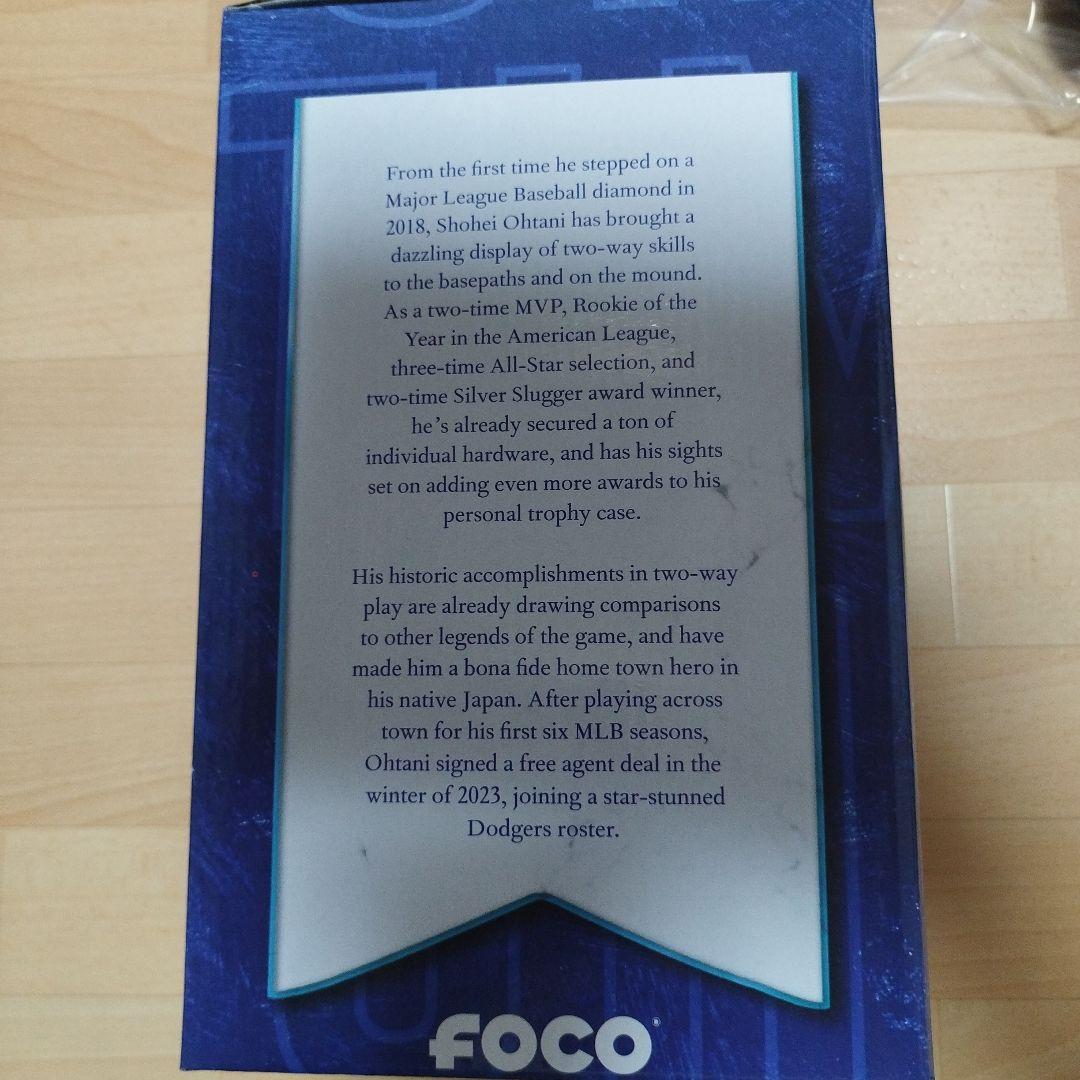 From the first time he stepped on a
Major League Baseball diamond in
2018, Shohei Ohtani has brought a
dazzling display of two-way skills
to the basepaths and on the mound.
As a two-time MVP, Rookie of the
Year in the American League,
three-time All-Star selection, and
two-time Silver Slugger award winner,
he's already secured a ton of
individual hardware, and has his sights
set on adding even more awards to his
personal trophy case.
His historic accomplishments in two-way
play are already drawing comparisons
to other legends of the game, and have
made him a bona fide home town hero in
his native Japan. After playing across
town for his first six MLB seasons,
Ohtani signed a free agent deal in the
winter of 2023, joining a star-stunned
Dodgers roster.
FOCO®